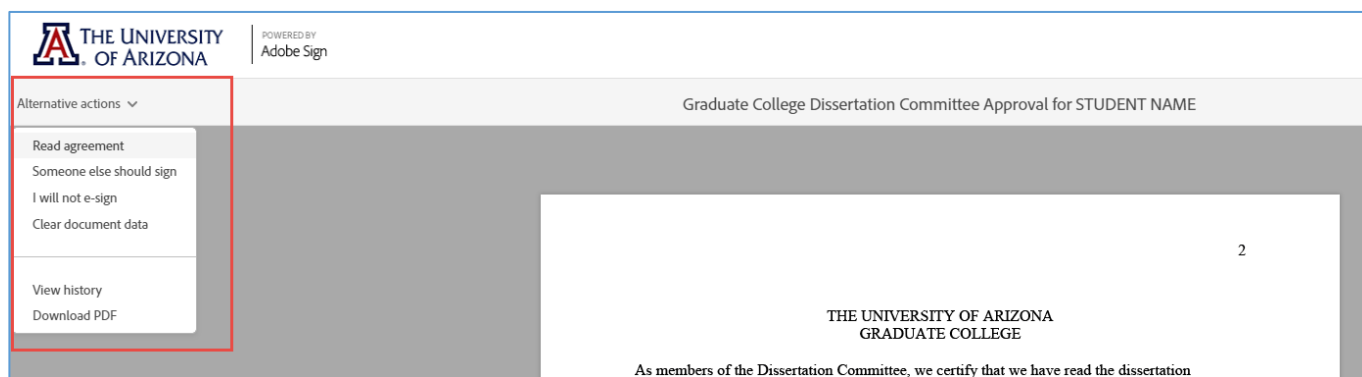 THE UNIVERSITY
OF ARIZONA
POWERED BY
Adobe Sign
Alternative actions
Graduate College Dissertation Committee Approval for STUDENT NAME
Read agreement
Someone else should sign
I will not e-sign
Clear document data
View history
Download PDF
2
THE UNIVERSITY OF ARIZONA
GRADUATE COLLEGE
As members of the Dissertation Committee, we certify that we have read the dissertation